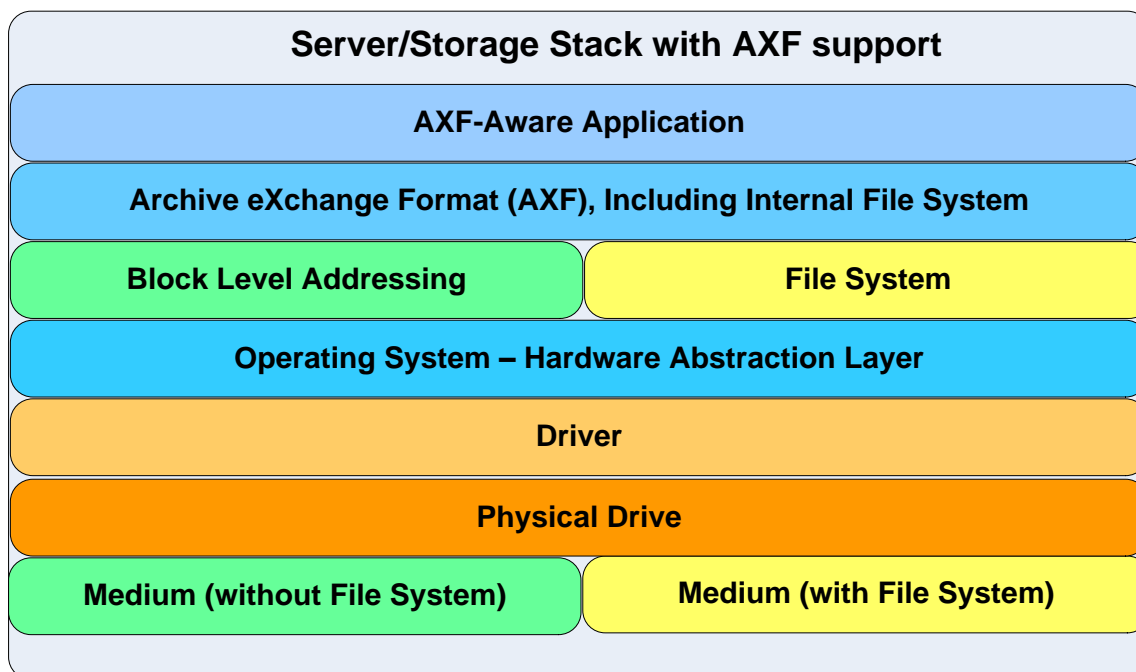 Server/Storage Stack with AXF support
AXF-Aware Application
Archive eXchange Format (AXF), Including Internal File System
Block Level Addressing
File System
Operating System – Hardware Abstraction Layer
Driver
Physical Drive
Medium (without File System)
Medium (with File System)